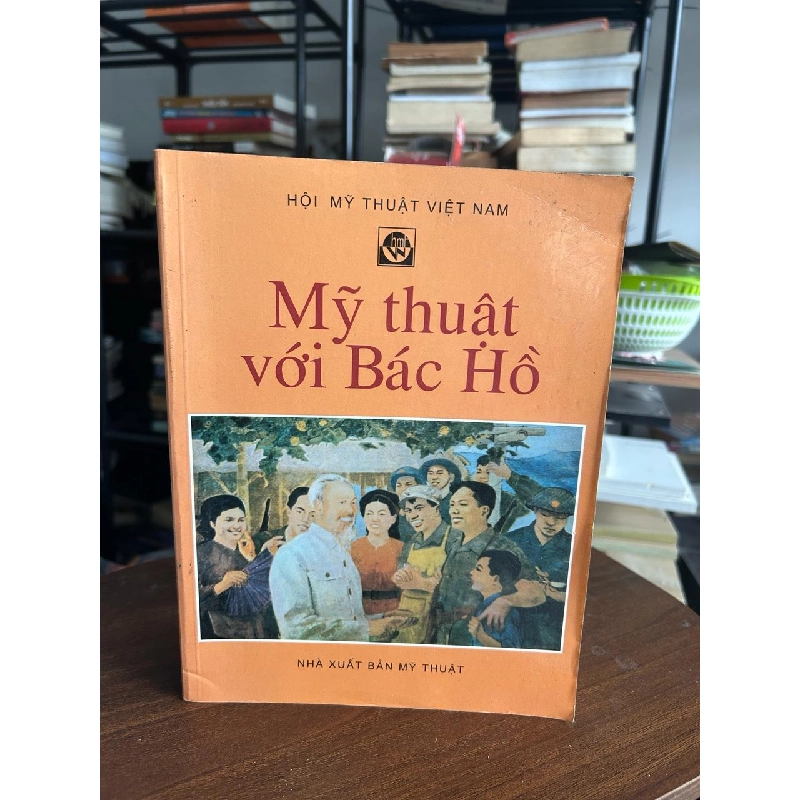 HỘI MỸ THUẬT VIỆT NAM
Mỹ thuật
với Bác Hồ
NHÀ XUẤT BẢN MỸ THUẬT